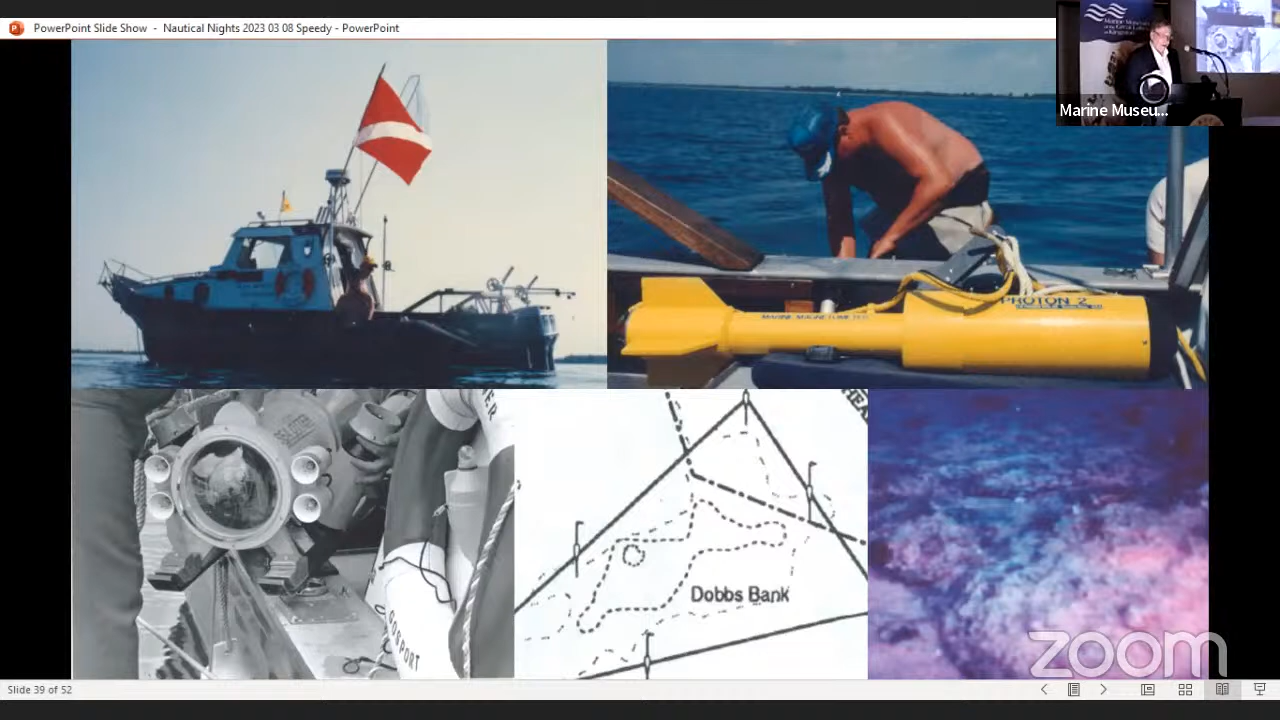 PowerPoint Slide Show - Nautical Nights 2023 03 08 Speedy - PowerPoint
Marine Museu...
PROTON 2
Dobbs Bank
GOSPORT
zoom
Slide 39 of 52